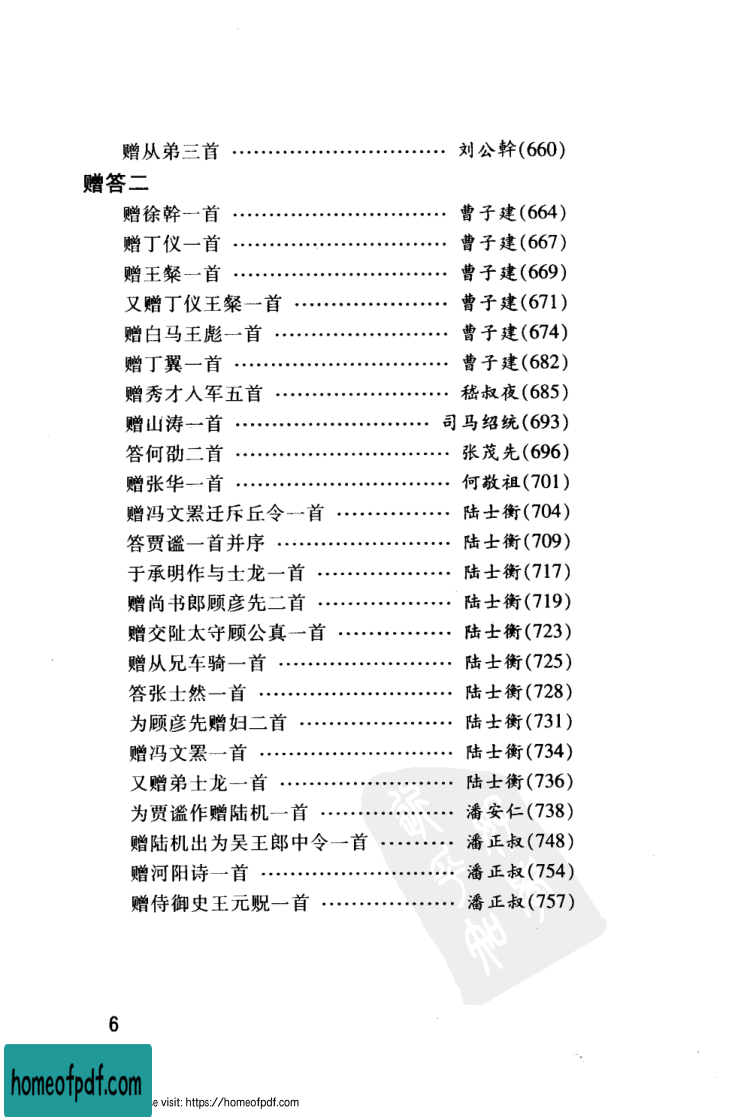 赠从弟三首 …………………………… 刘公幹(660)
赠答二
赠徐幹一首 …………………………… 曹子建(664)
赠丁仪一首 …………………………… 曹子建(667)
赠王粲一首 …………………………… 曹子建(669)
又赠丁仪王粲一首 ………………… 曹子建(671)
赠白马王彪一首 …………………… 曹子建(674)
赠丁翼一首 …………………………… 曹子建(682)
赠秀才入军五首 …………………… 嵇叔夜(685)
赠山涛一首 ……………………… 司马绍统(693)
答何劭二首 …………………………… 张茂先(696)
赠张华一首 …………………………… 何敬祖(701)
赠冯文罴迁斥丘令一首 …………… 陆士衡(704)
答贾谧一首并序 …………………… 陆士衡(709)
于承明作与士龙一首 ……………… 陆士衡(717)
赠尚书郎顾彦先二首 ……………… 陆士衡(719)
赠交阯太守顾公真一首 …………… 陆士衡(723)
赠从兄车骑一首 …………………… 陆士衡(725)
答张士然一首 ……………………… 陆士衡(728)
为顾彦先赠妇二首 ………………… 陆士衡(731)
赠冯文罴一首 ……………………… 陆士衡(734)
又赠弟士龙一首 …………………… 陆士衡(736)
为贾谧作赠陆机一首 ……………… 潘安仁(738)
赠陆机出为吴王郎中令一首 ……… 潘正叔(748)
赠河阳诗一首 ……………………… 潘正叔(754)
赠侍御史王元贶一首 ……………… 潘正叔(757)
6
homeofpdf.com
e visit: https://homeofpdf.com